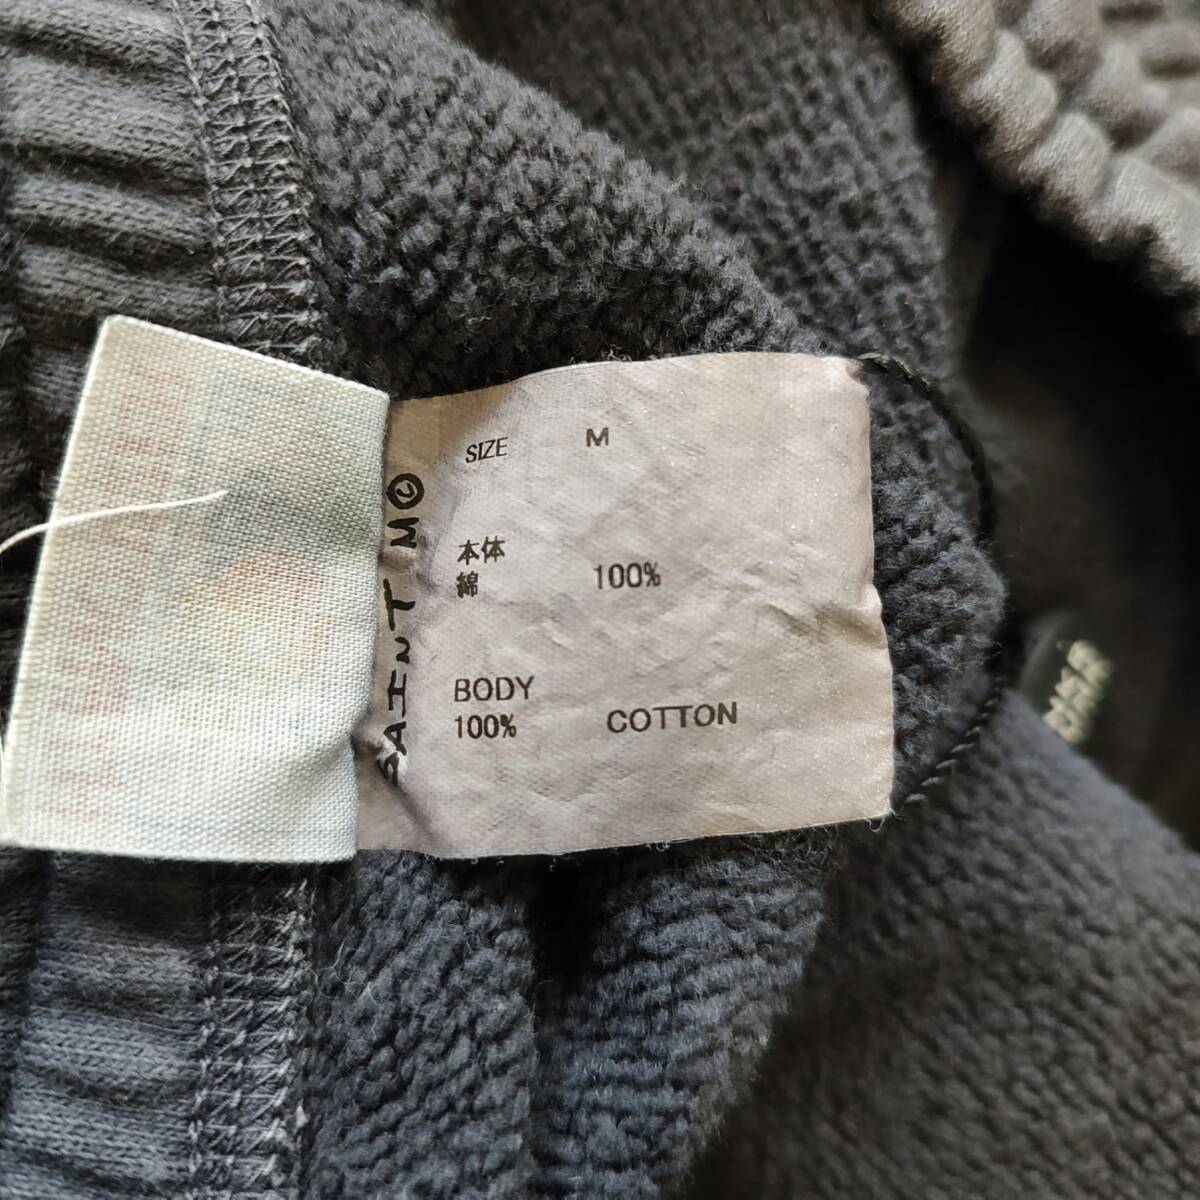 SIZE M
本体
綿 100%
BODY
100% COTTON
SAINT M